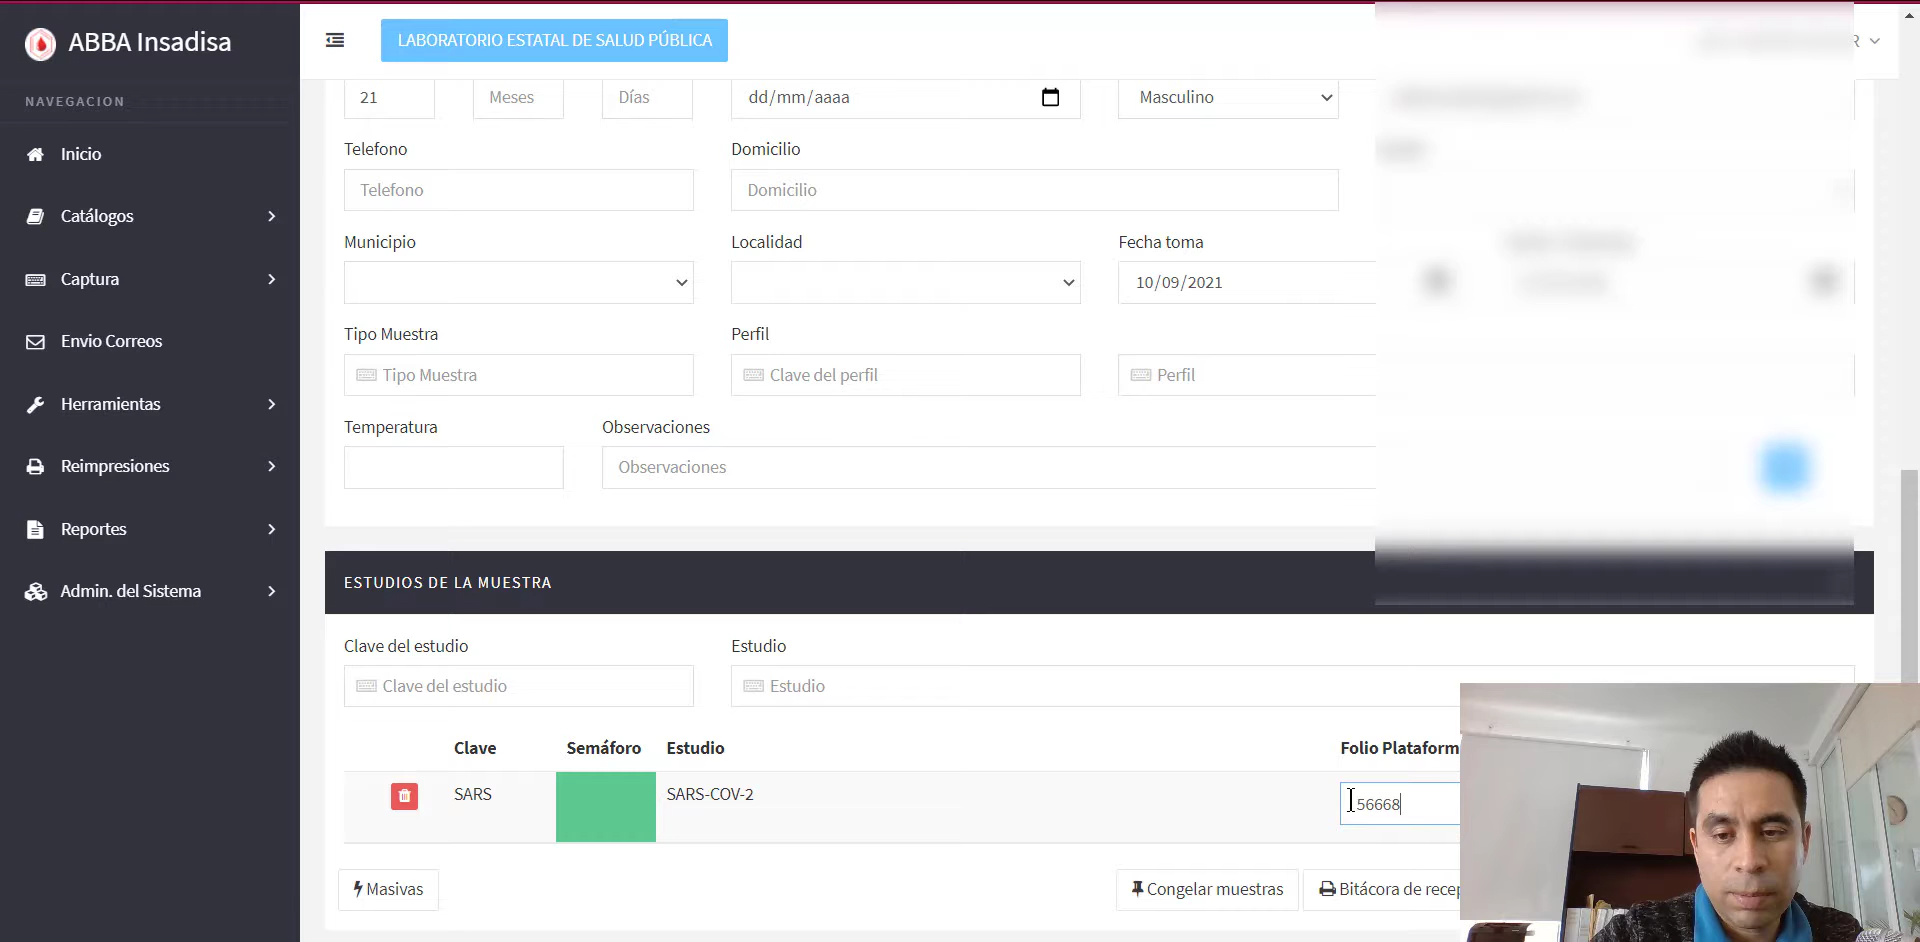 ABBA Insadisa
LABORATORIO ESTATAL DE SALUD PÚBLICA
R
NAVEGACION
Inicio
Catálogos
Captura
Envio Correos
Herramientas
Reimpresiones
Reportes
Admin. del Sistema
21
Meses
Días
dd/mm/aaaa
Masculino
Telefono
Domicilio
Telefono
Domicilio
Municipio
Localidad
Fecha toma
10/09/2021
Tipo Muestra
Perfil
Tipo Muestra
Clave del perfil
Perfil
Temperatura
Observaciones
Observaciones
ESTUDIOS DE LA MUESTRA
Clave del estudio
Estudio
Clave del estudio
Estudio
Clave
Semáforo
Estudio
Folio Plataform
SARS
SARS-COV-2
56668
Masivas
Congelar muestras
Bitácora de recep